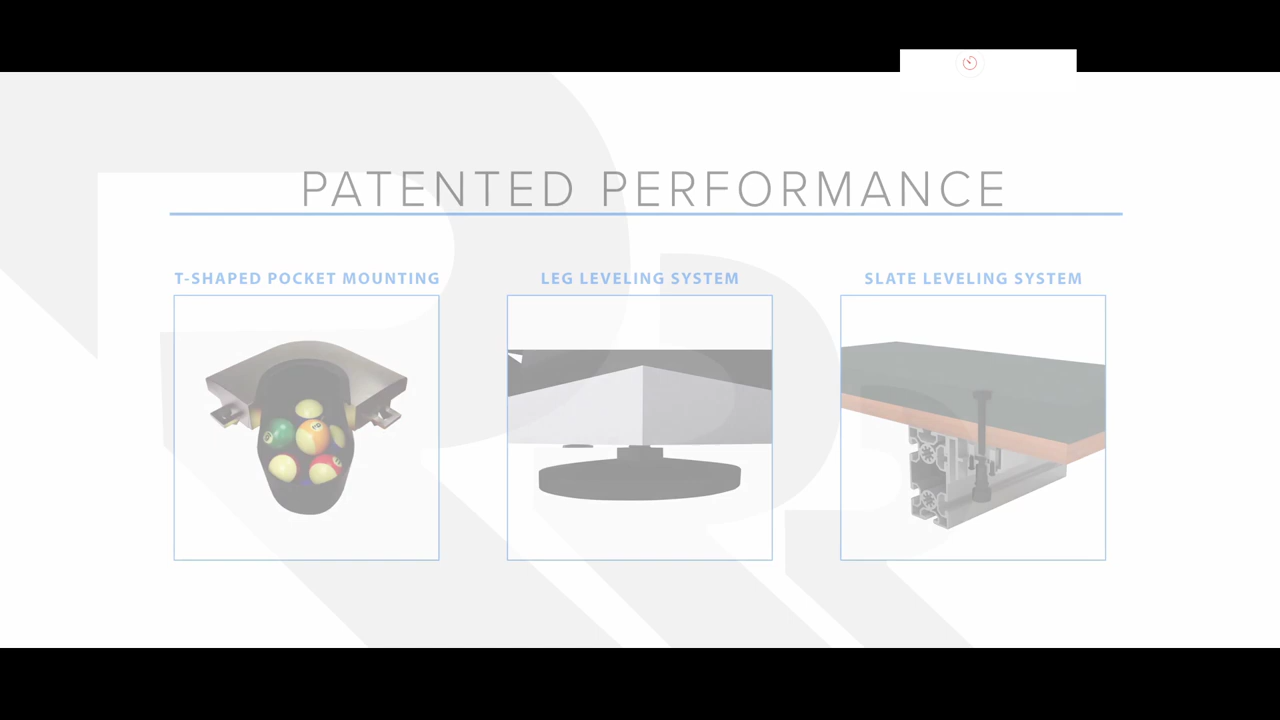 PATENTED PERFORMANCE
T-SHAPED POCKET MOUNTING
LEG LEVELING SYSTEM
SLATE LEVELING SYSTEM